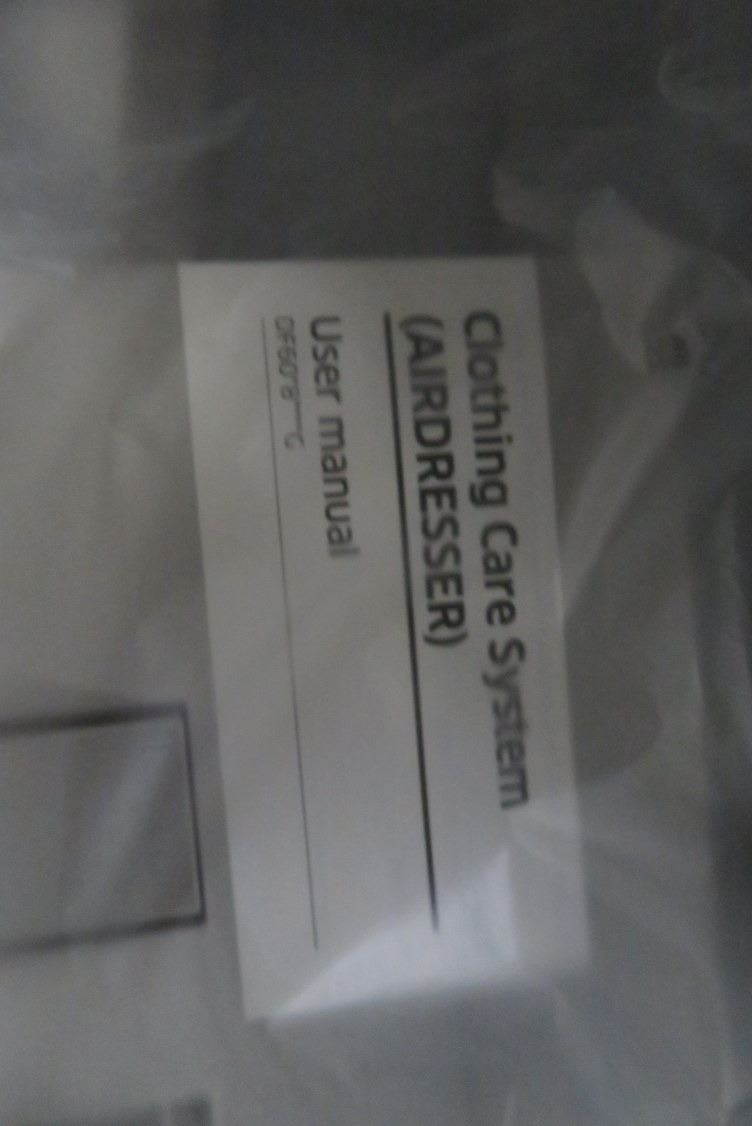 Clothing Care System
(AIRDRESSER)
User manual